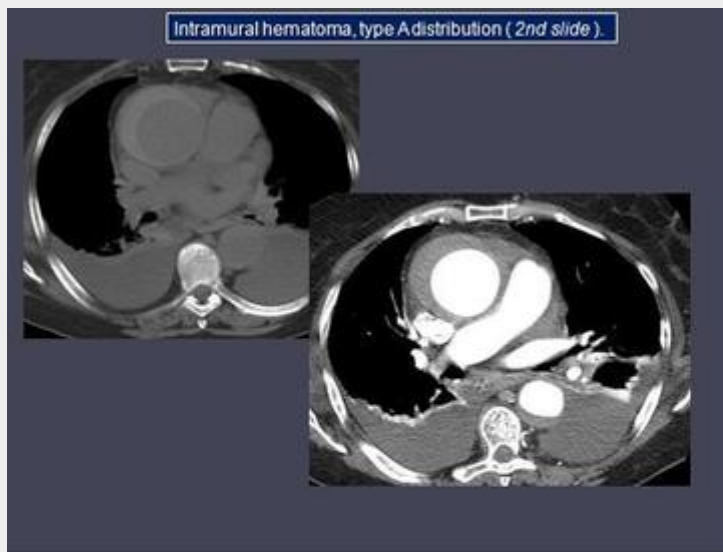 Intramural hematoma, type A distribution ( 2nd slide ).